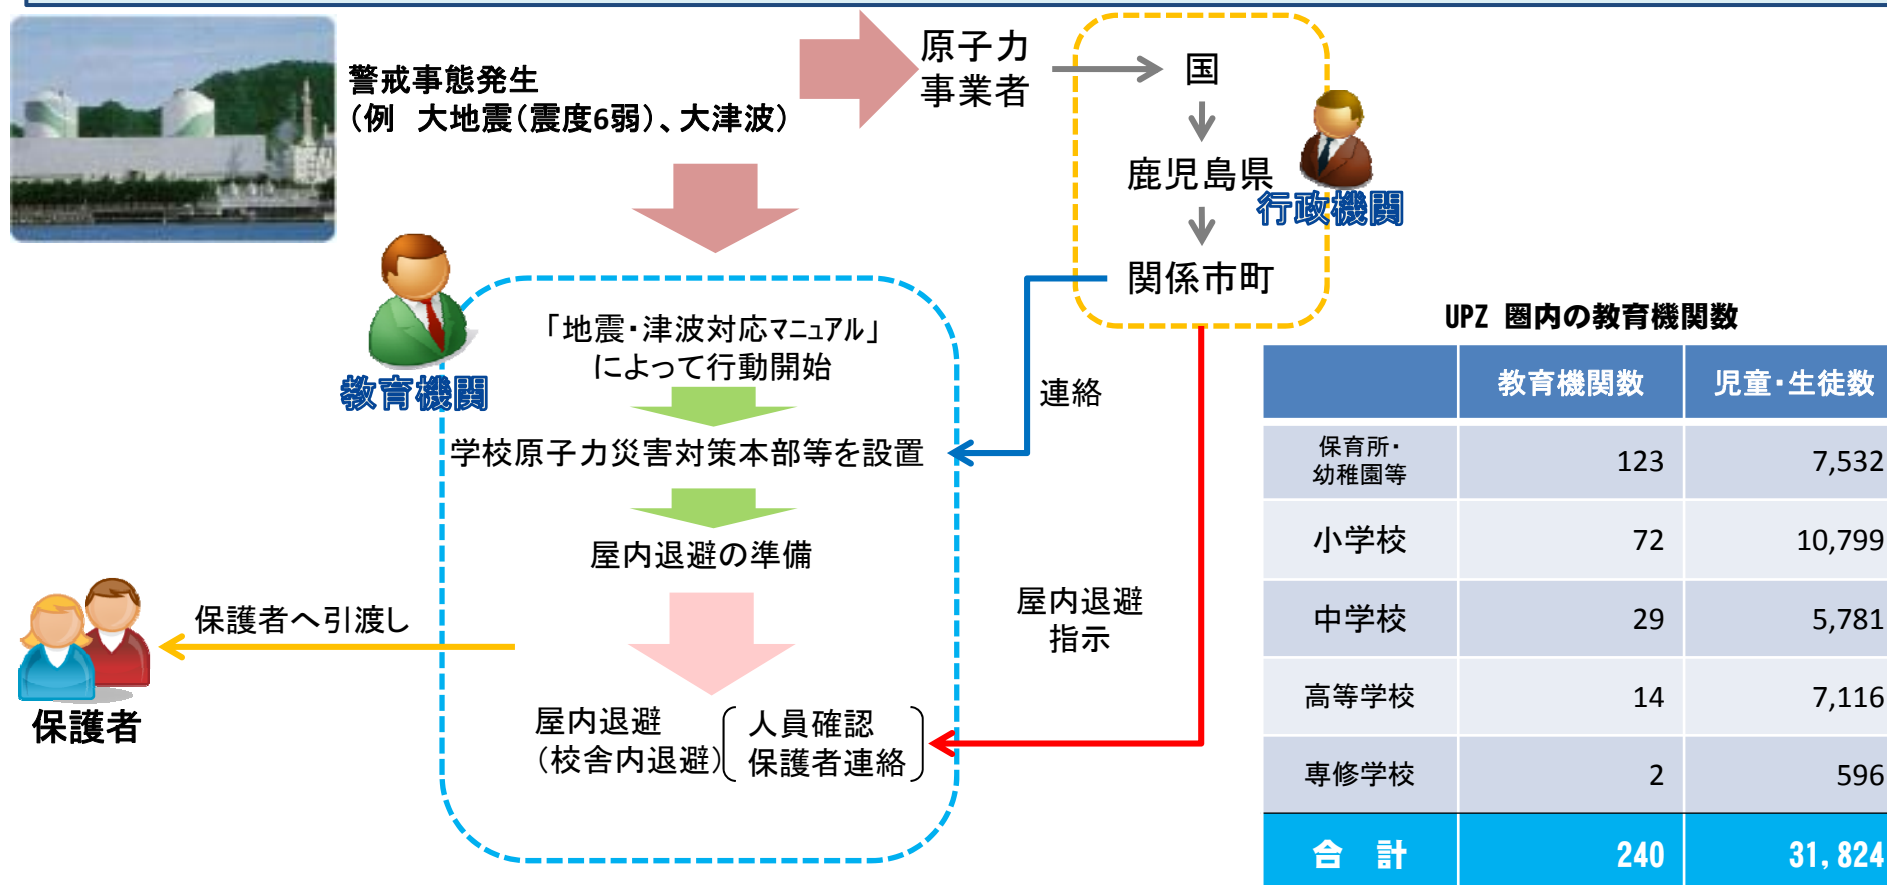 警戒事態発生
(例　大地震(震度6弱)、大津波)
原子力
事業者
国
鹿児島県
行政機関
関係市町
教育機関
「地震・津波対応マニュアル」
によって行動開始
連絡
学校原子力災害対策本部等を設置
屋内退避の準備
屋内退避
指示
保護者へ引渡し
保護者
屋内退避
(校舎内退避)
人員確認
保護者連絡
UPZ 圏内の教育機関数
教育機関数 児童・生徒数
保育所・
幼稚園等 123 7,532
小学校 72 10,799
中学校 29 5,781
高等学校 14 7,116
専修学校 2 596
合　計 240 31,824